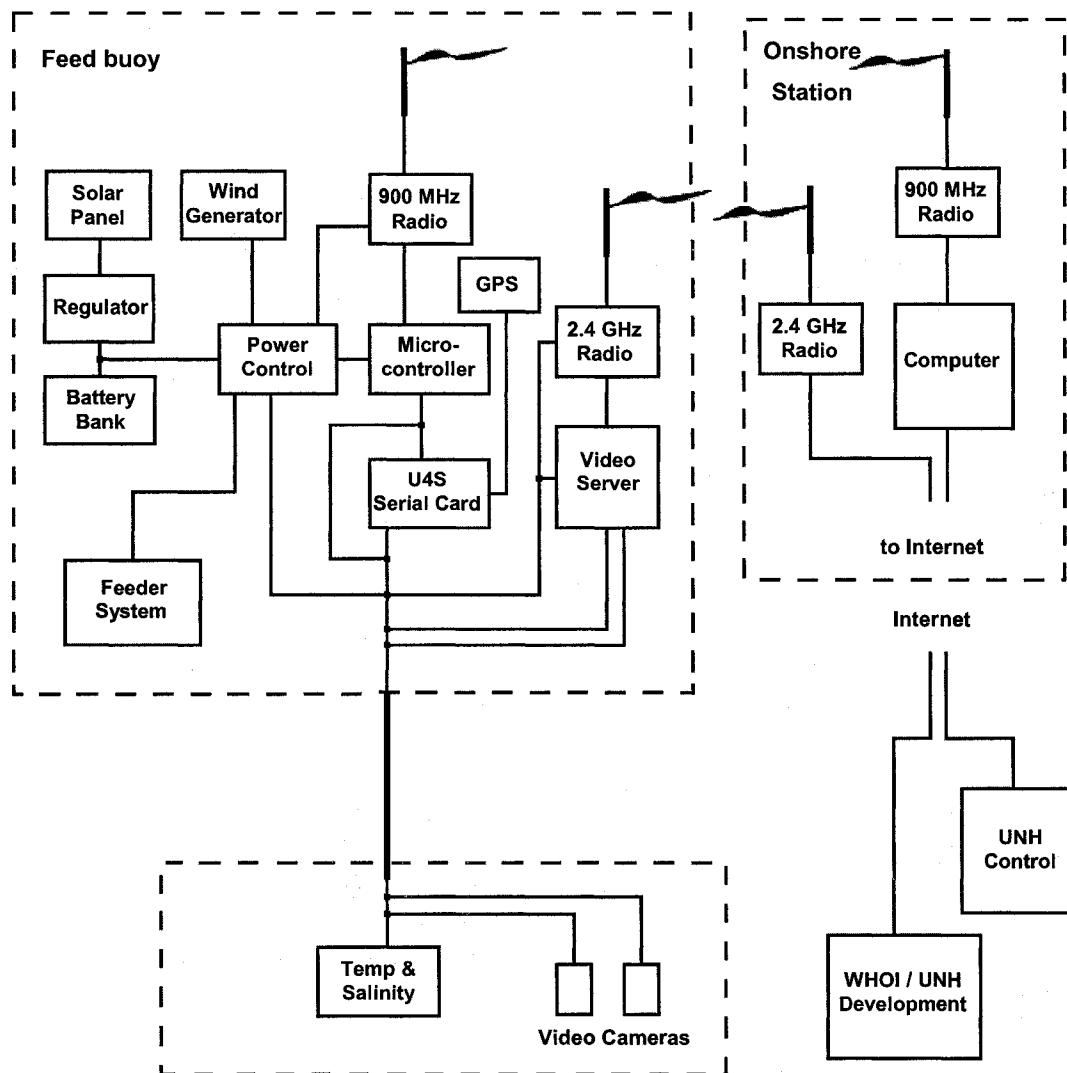 Feed buoy
Onshore
Station
Solar
Panel
Wind
Generator
900 MHz
Radio
900 MHz
Radio
Regulator
GPS
Power
Control
Micro-
controller
2.4 GHz
Radio
2.4 GHz
Radio
Computer
Battery
Bank
U4S
Serial Card
Video
Server
to Internet
Feeder
System
Internet
UNH
Control
Temp &
Salinity
WHOI / UNH
Development
Video Cameras